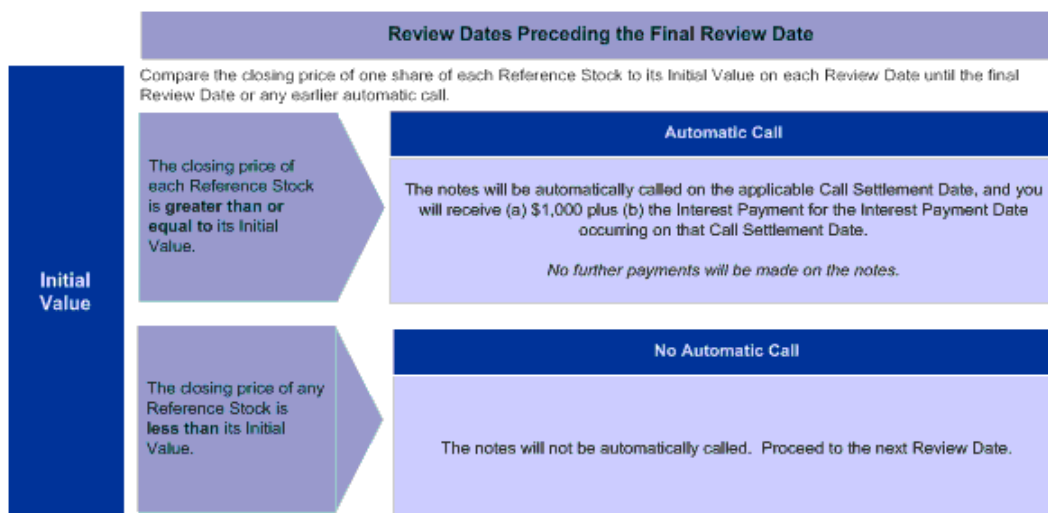 Review Dates Preceding the Final Review Date
Compare the closing price of one share of each Reference Stock to its Initial Value on each Review Date until the final
Review Date or any earlier automatic call.
Initial
Value
The closing price of
each Reference Stock
is greater than or
equal to its Initial
Value.
Automatic Call
The notes will be automatically called on the applicable Call Settlement Date, and you
will receive (a) $1,000 plus (b) the Interest Payment for the Interest Payment Date
occurring on that Call Settlement Date.
No further payments will be made on the notes.
The closing price of any
Reference Stock is
less than its Initial
Value.
No Automatic Call
The notes will not be automatically called.  Proceed to the next Review Date.